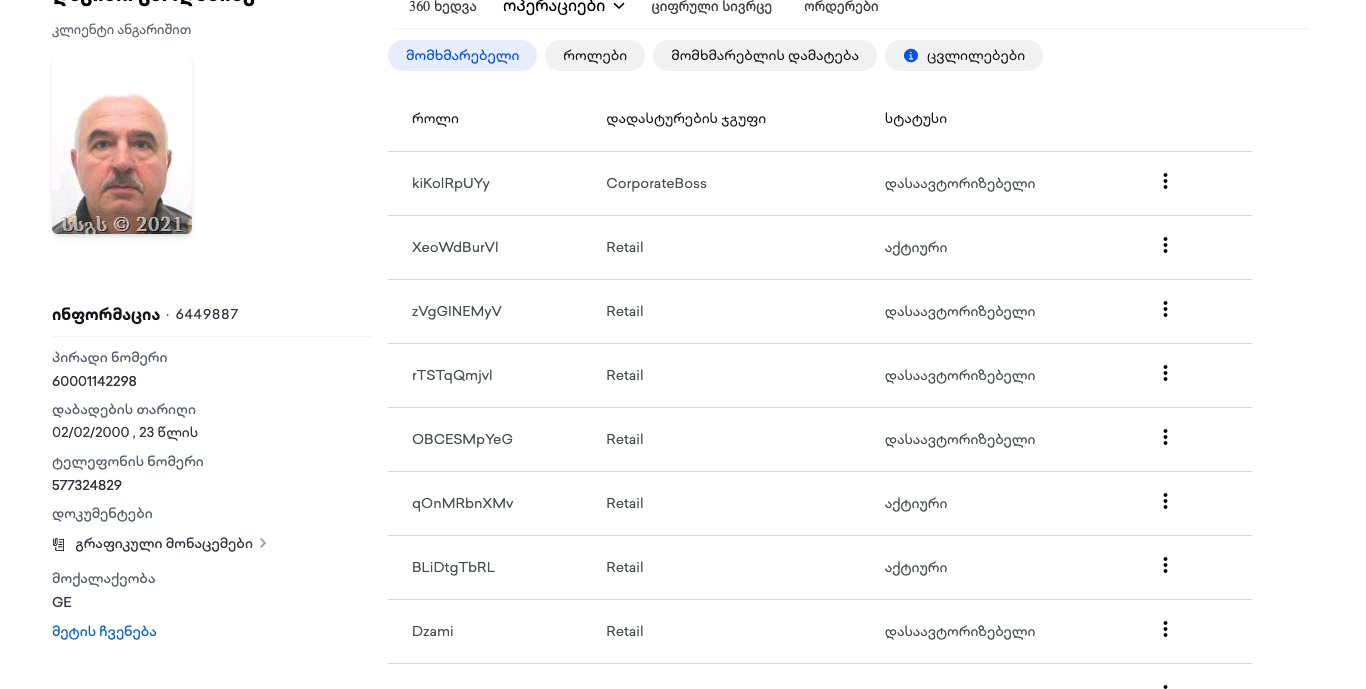 360 ხედვა
ოპერაციები
ციფრული სივრცე
ორდერები
კლიენტი ანგარიშით
სსგს © 2021
ინფორმაცია · 6449887
პირადი ნომერი
60001142298
დაბადების თარიღი
02/02/2000 , 23 წლის
ტელეფონის ნომერი
577324829
დოკუმენტები
გრაფიკული მონაცემები
მოქალაქეობა
GE
მეტის ჩვენება
მომხმარებელი
როლები
მომხმარებლის დამატება
ცვლილებები
როლი დადასტურების ჯგუფი სტატუსი
kiKolRpUYy CorporateBoss დასაავტორიზებელი
XeoWdBurVl Retail აქტიური
zVgGINEMyV Retail დასაავტორიზებელი
rTSTqQmjvl Retail დასაავტორიზებელი
OBCESMpYeG Retail დასაავტორიზებელი
qOnMRbnXMv Retail აქტიური
BLiDtgTbRL Retail აქტიური
Dzami Retail დასაავტორიზებელი